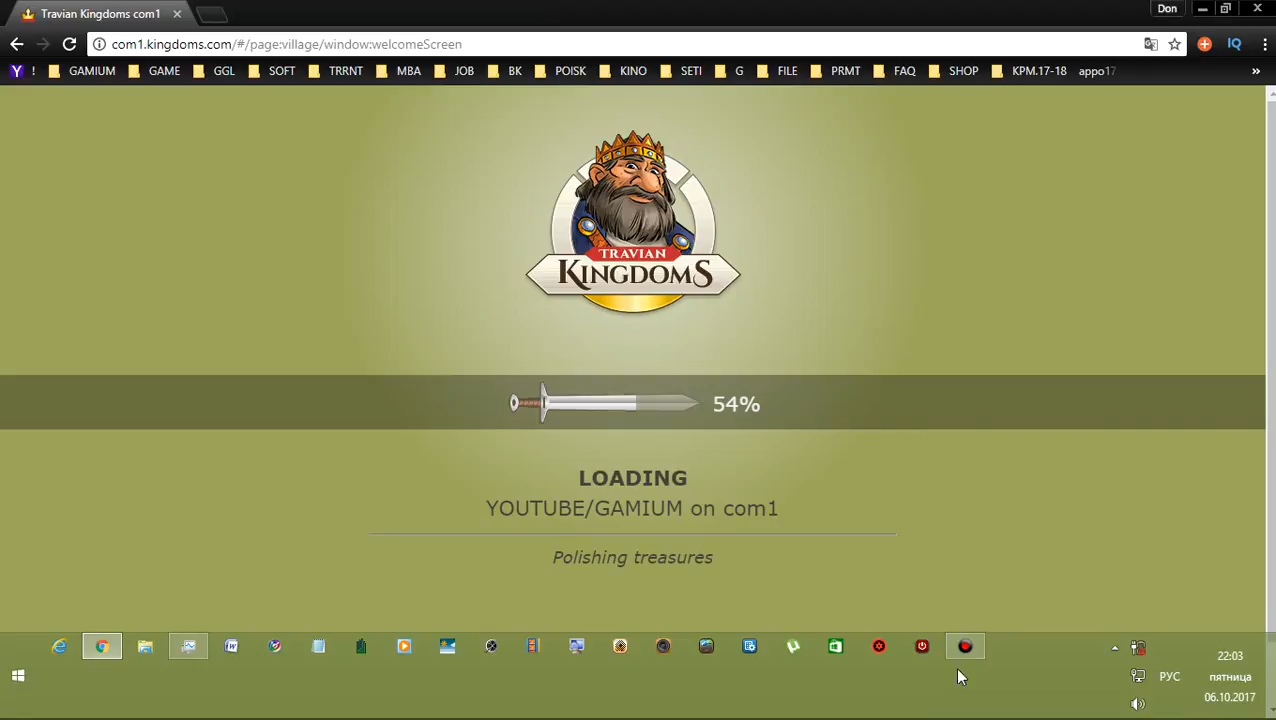 Travian Kingdoms com1
Don
com1.kingdoms.com/#/page:village/window:welcomeScreen
! GAMIUM GAME GGL SOFT TRRNT MBA JOB BK POISK KINO SETI G FILE PRMT FAQ SHOP KPM.17-18 appo17
TRAVIAN
KINGDOMS
54%
LOADING
YOUTUBE/GAMIUM on com1
Polishing treasures
22:03
РУС пятница
06.10.2017